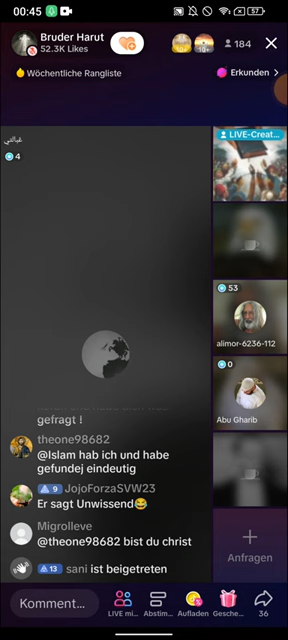 00:45
57
Bruder Harut
52.3K Likes
184
Wöchentliche Rangliste
Erkunden >
LIVE-Creat...
4
53
alimor-6236-112
0
Abu Gharib
gefragt !
theone98682
@Islam hab ich und habe
gefundej eindeutig
9 JojoForzaSVW23
Er sagt Unwissend😂
Migrolleve
@theone98682 bist du christ
13 sani ist beigetreten
Anfragen
Komment...
LIVE mi...
Abstim...
Aufladen
Gesche...
36